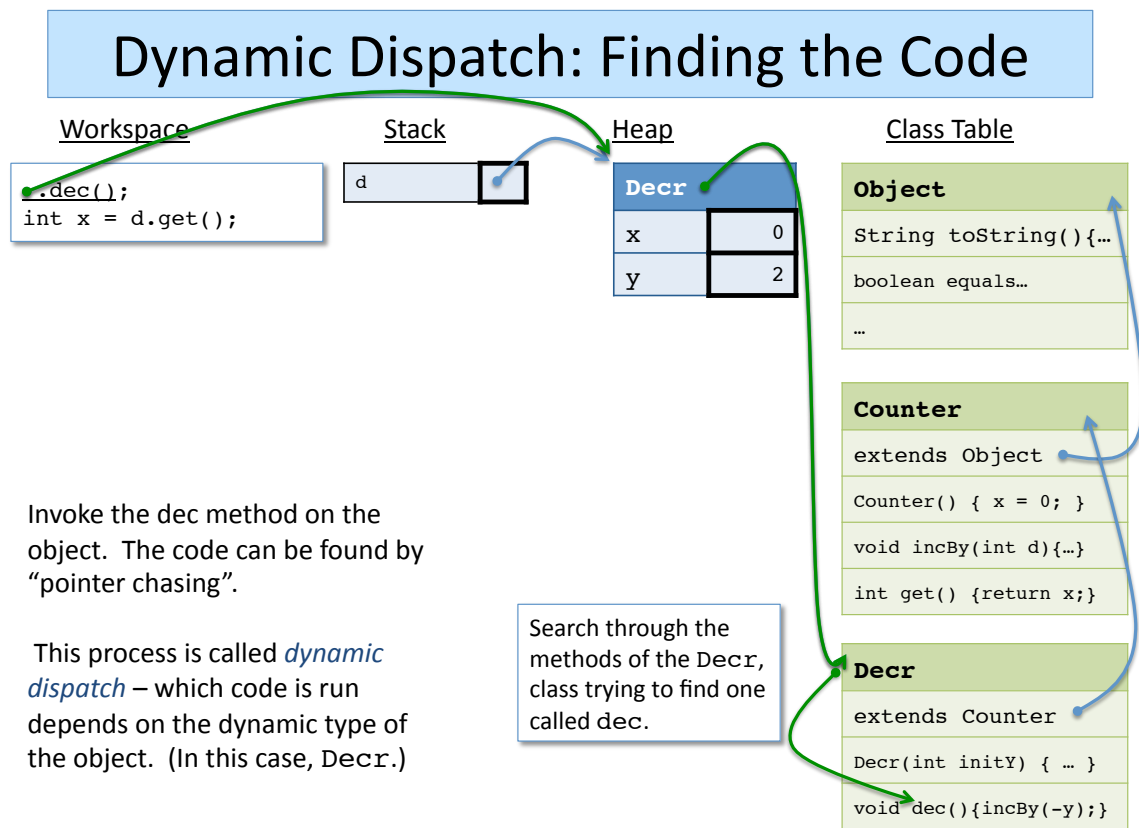 Dynamic Dispatch: Finding the Code
Workspace
Stack
Heap
Class Table
.dec();
int x = d.get();
d
Decr
x 0
y 2
Object
String toString(){…
boolean equals…
…
Counter
extends Object
Counter() { x = 0; }
void incBy(int d){…}
int get() {return x;}
Decr
extends Counter
Decr(int initY) { … }
void dec(){incBy(-y);}
Invoke the dec method on the
object.  The code can be found by
“pointer chasing”.
This process is called dynamic
dispatch – which code is run
depends on the dynamic type of
the object.  (In this case, Decr.)
Search through the
methods of the Decr,
class trying to find one
called dec.